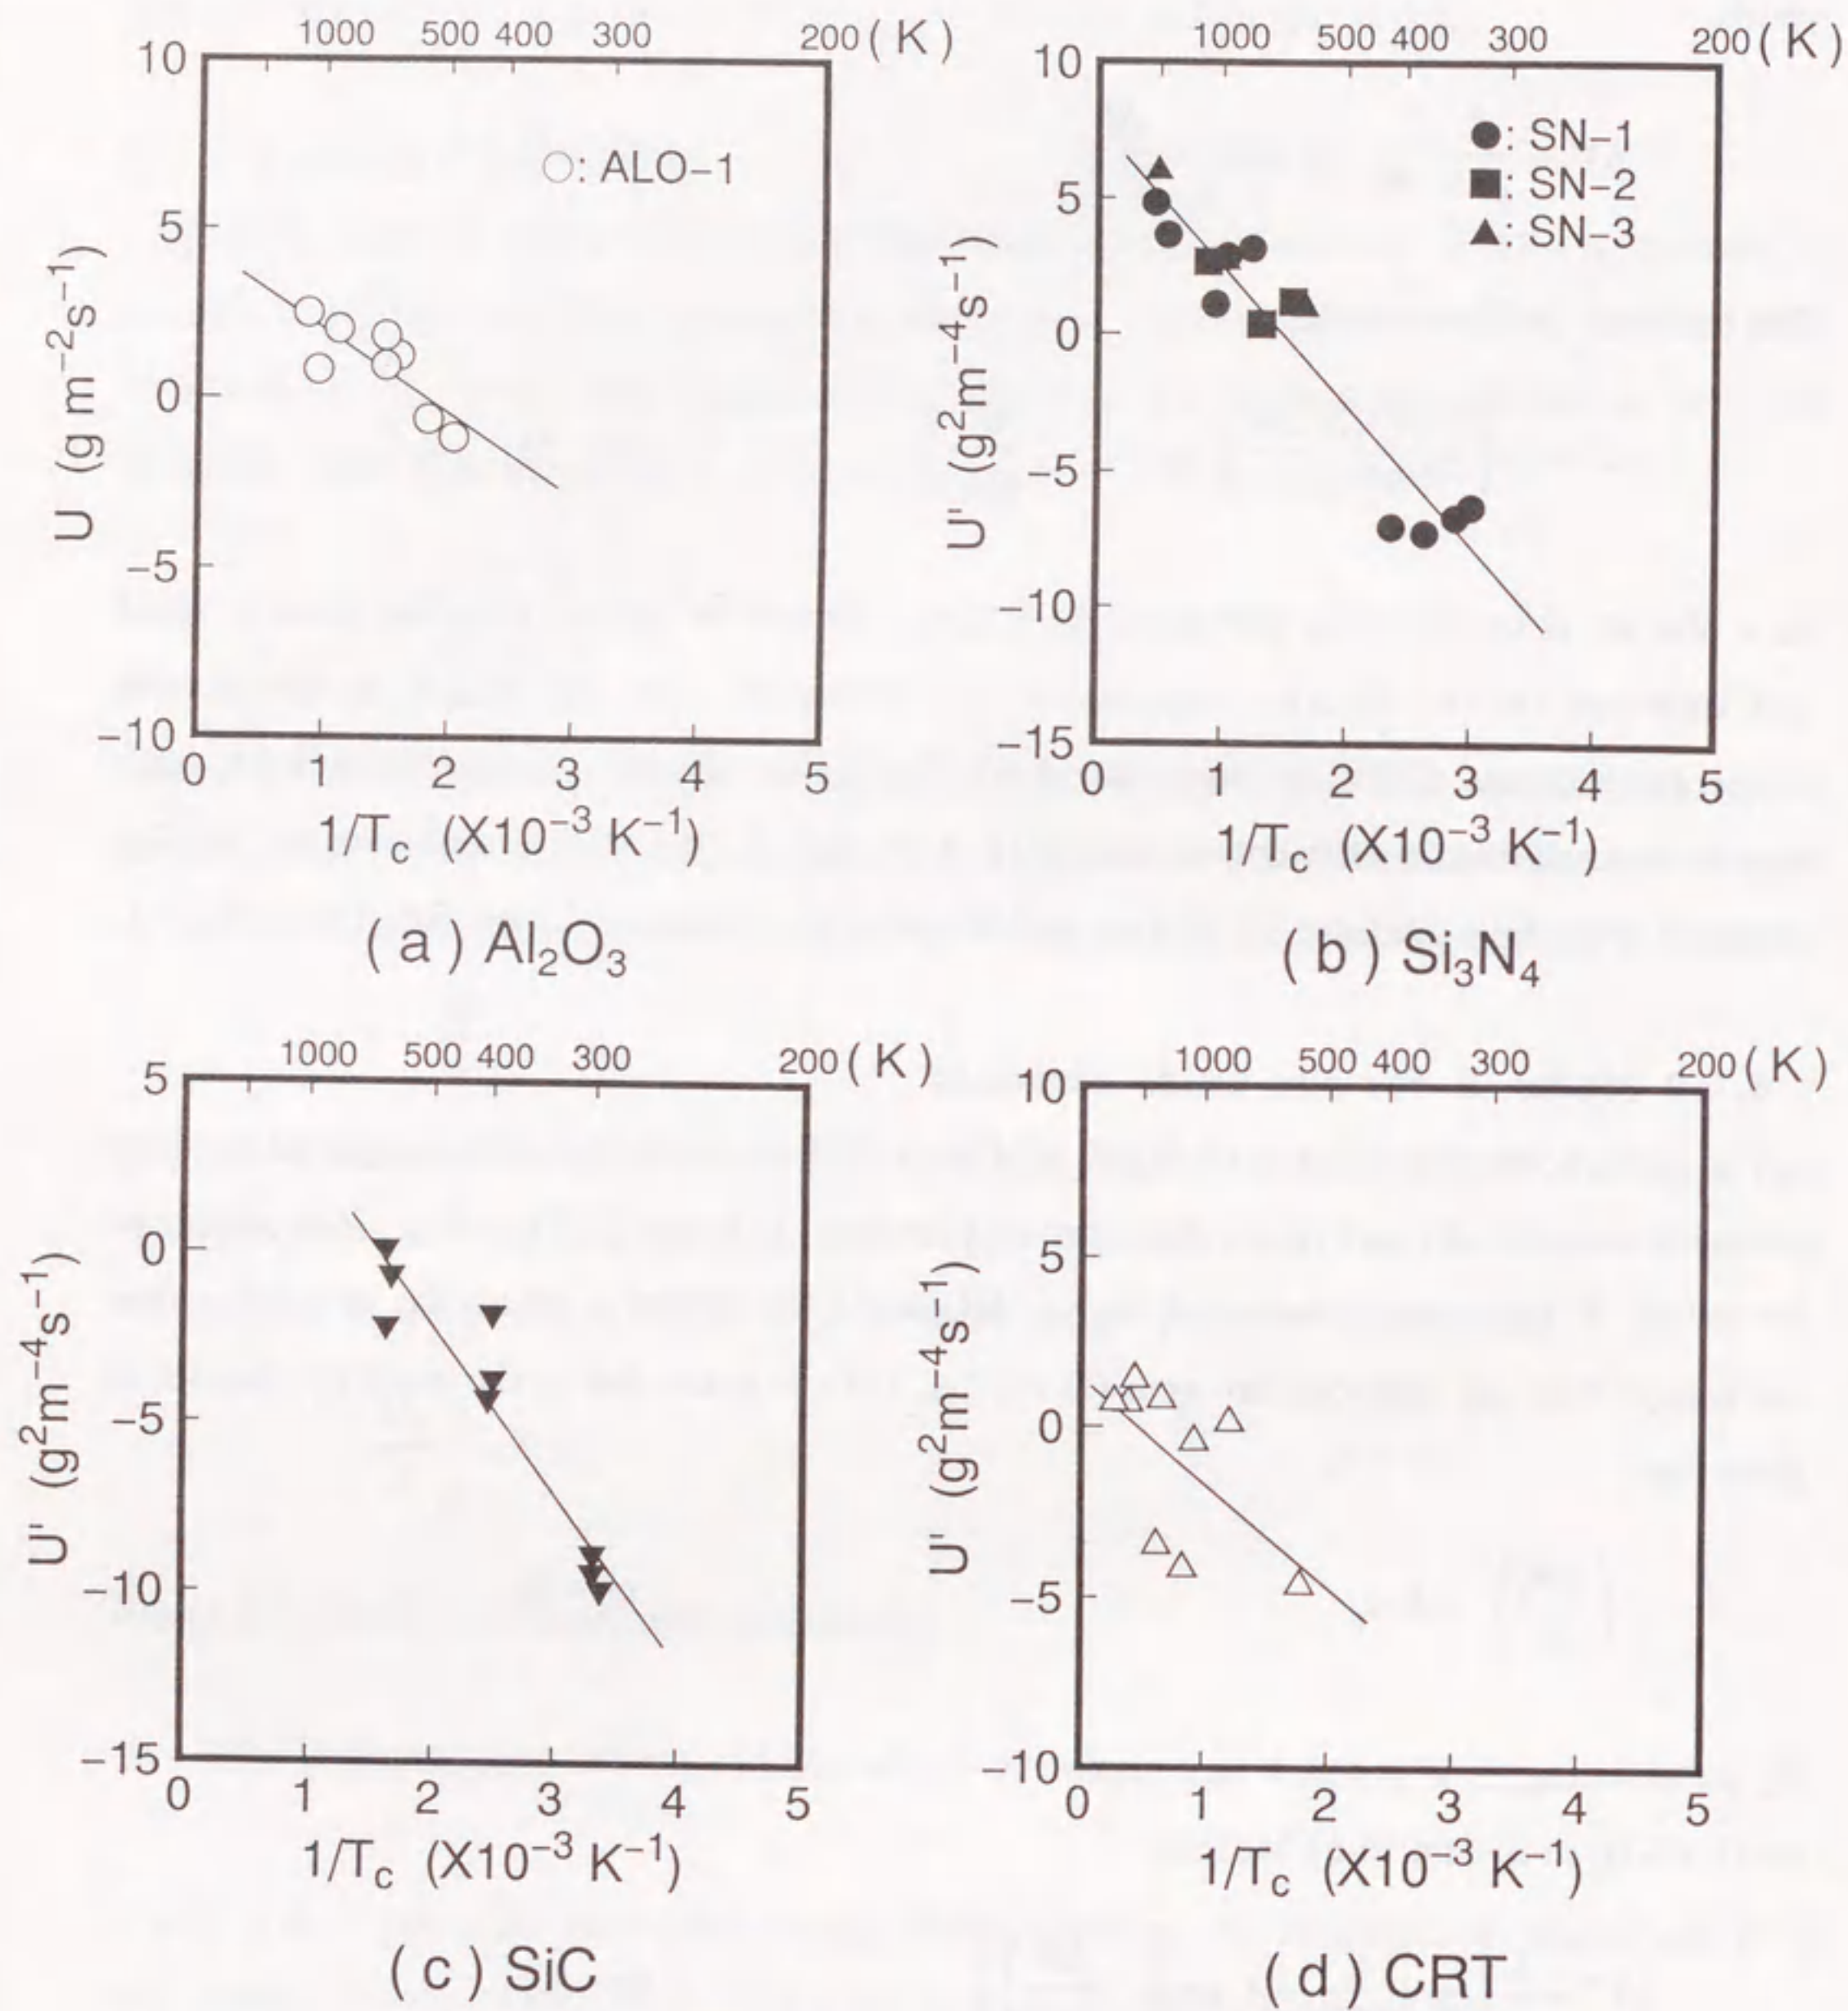 1000 500 400 300 200 ( K )
10
5
0
−5
−10
○: ALO−1
U (g m⁻²s⁻¹)
0 1 2 3 4 5
1/Tc (X10⁻³ K⁻¹)
( a ) Al₂O₃
1000 500 400 300 200 ( K )
10
5
0
−5
−10
−15
●: SN−1
■: SN−2
▲: SN−3
U' (g²m⁻⁴s⁻¹)
0 1 2 3 4 5
1/Tc (X10⁻³ K⁻¹)
( b ) Si₃N₄
1000 500 400 300 200 ( K )
5
0
−5
−10
−15
U' (g²m⁻⁴s⁻¹)
0 1 2 3 4 5
1/Tc (X10⁻³ K⁻¹)
( c ) SiC
1000 500 400 300 200 ( K )
10
5
0
−5
−10
U' (g²m⁻⁴s⁻¹)
0 1 2 3 4 5
1/Tc (X10⁻³ K⁻¹)
( d ) CRT